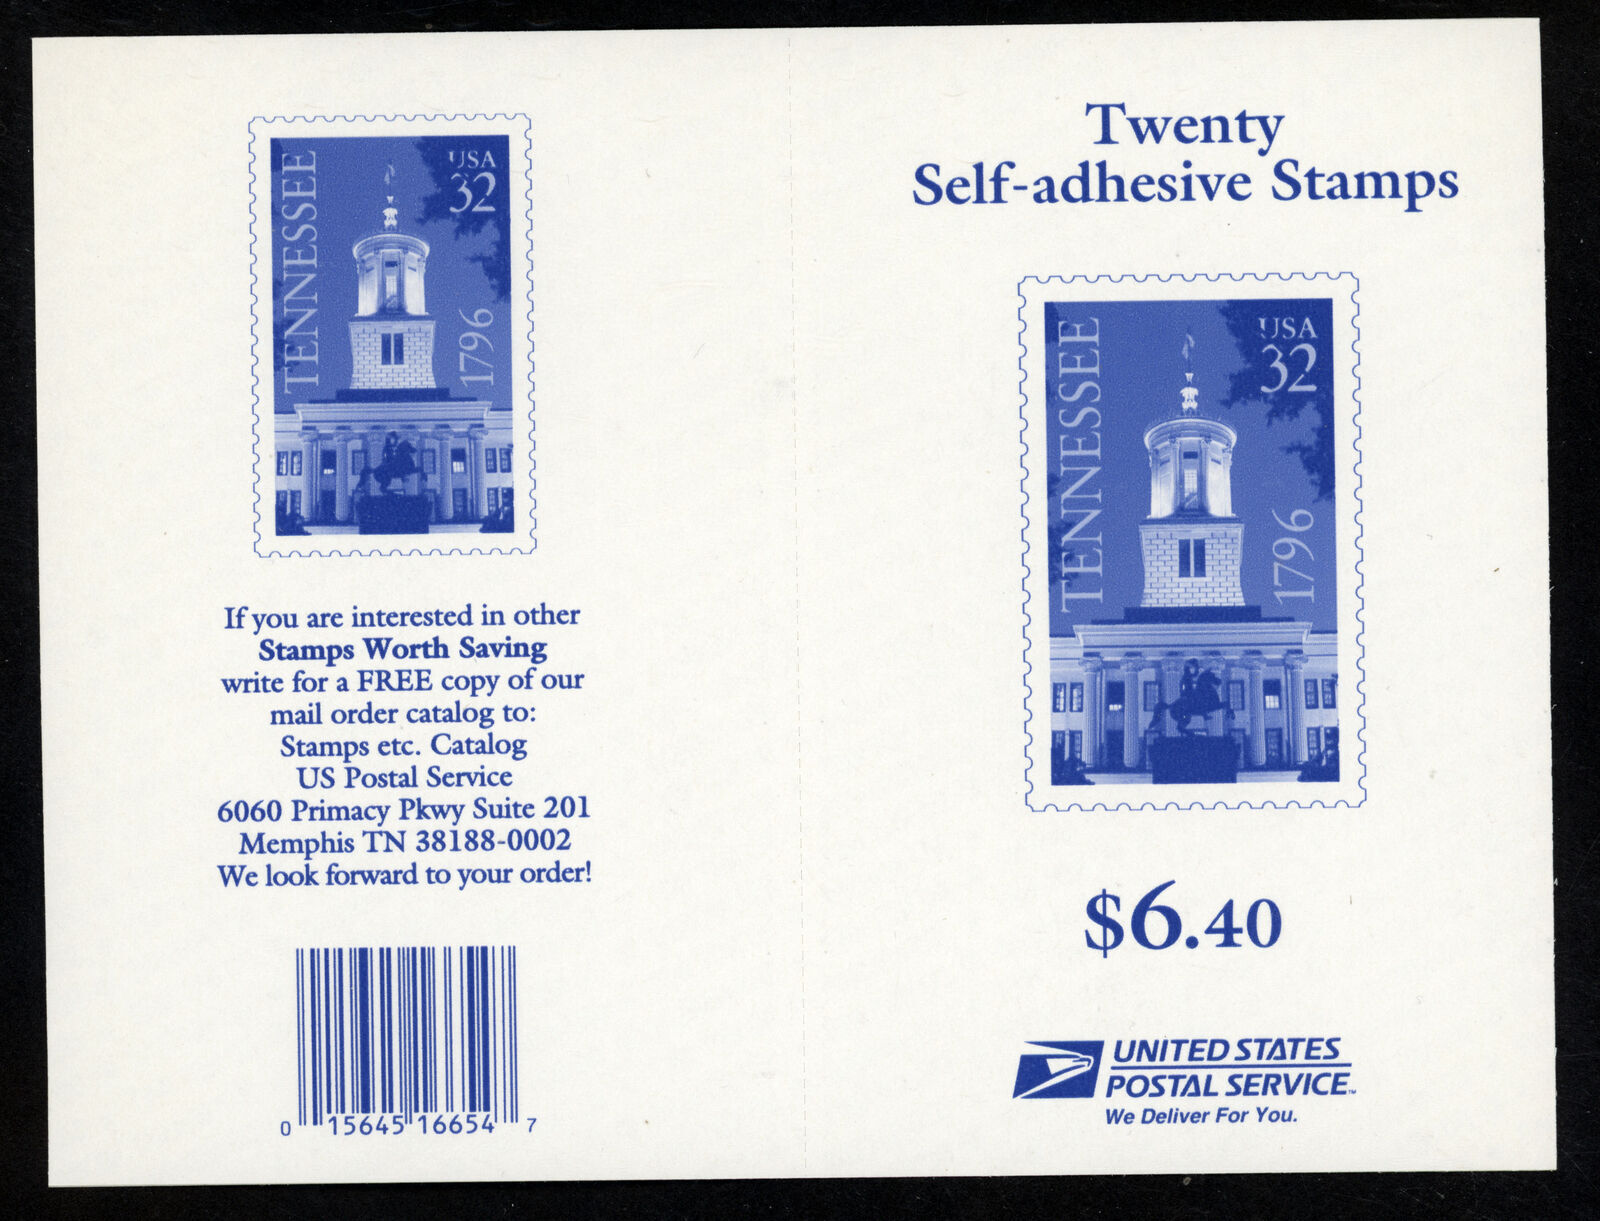 TENNESSEE
USA
32
1796
If you are interested in other
Stamps Worth Saving
write for a FREE copy of our
mail order catalog to:
Stamps etc. Catalog
US Postal Service
6060 Primacy Pkwy Suite 201
Memphis TN 38188-0002
We look forward to your order!
0 15645 16654 7
Twenty
Self-adhesive Stamps
TENNESSEE
USA
32
1796
$6.40
UNITED STATES
POSTAL SERVICE™
We Deliver For You.